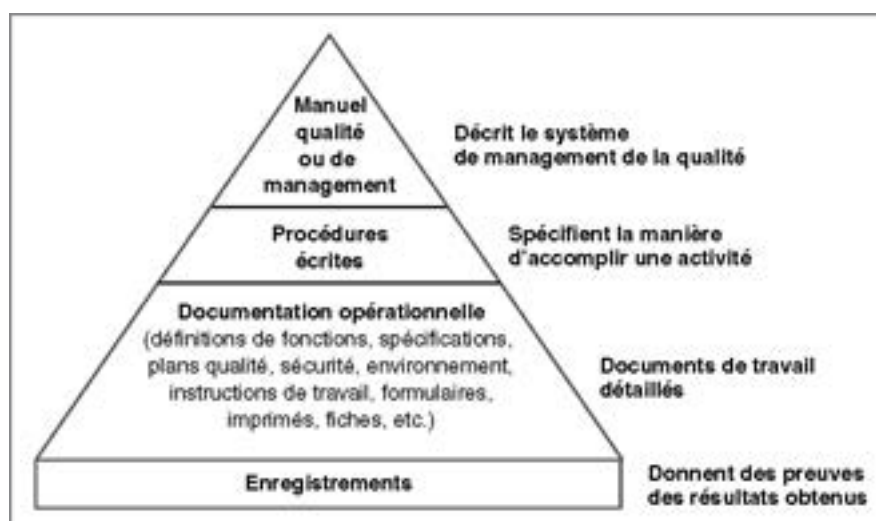 Manuel
qualité
ou de
management
Décrit le système
de management de la qualité
Procédures
écrites
Spécifient la manière
d'accomplir une activité
Documentation opérationnelle
(définitions de fonctions, spécifications,
plans qualité, sécurité, environnement,
instructions de travail, formulaires,
imprimés, fiches, etc.)
Documents de travail
détaillés
Enregistrements
Donnent des preuves
des résultats obtenus